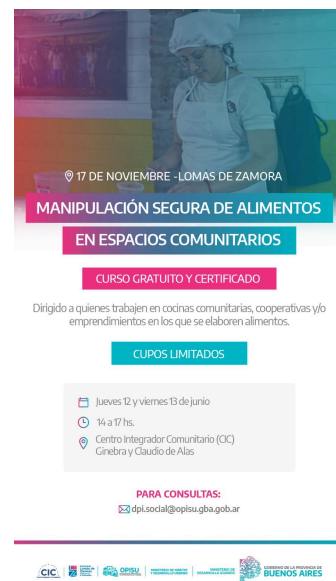 17 DE NOVIEMBRE -LOMAS DE ZAMORA
MANIPULACIÓN SEGURA DE ALIMENTOS
EN ESPACIOS COMUNITARIOS
CURSO GRATUITO Y CERTIFICADO
Dirigido a quienes trabajen en cocinas comunitarias, cooperativas y/o
emprendimientos en los que se elaboren alimentos.
CUPOS LIMITADOS
Jueves 12 y viernes 13 de junio
14 a 17 hs.
Centro Integrador Comunitario (CIC)
Ginebra y Claudio de Alas
PARA CONSULTAS:
dpi.social@opisu.gba.gob.ar
CIC
OPISU
GOBIERNO DE LA PROVINCIA DE
BUENOS AIRES